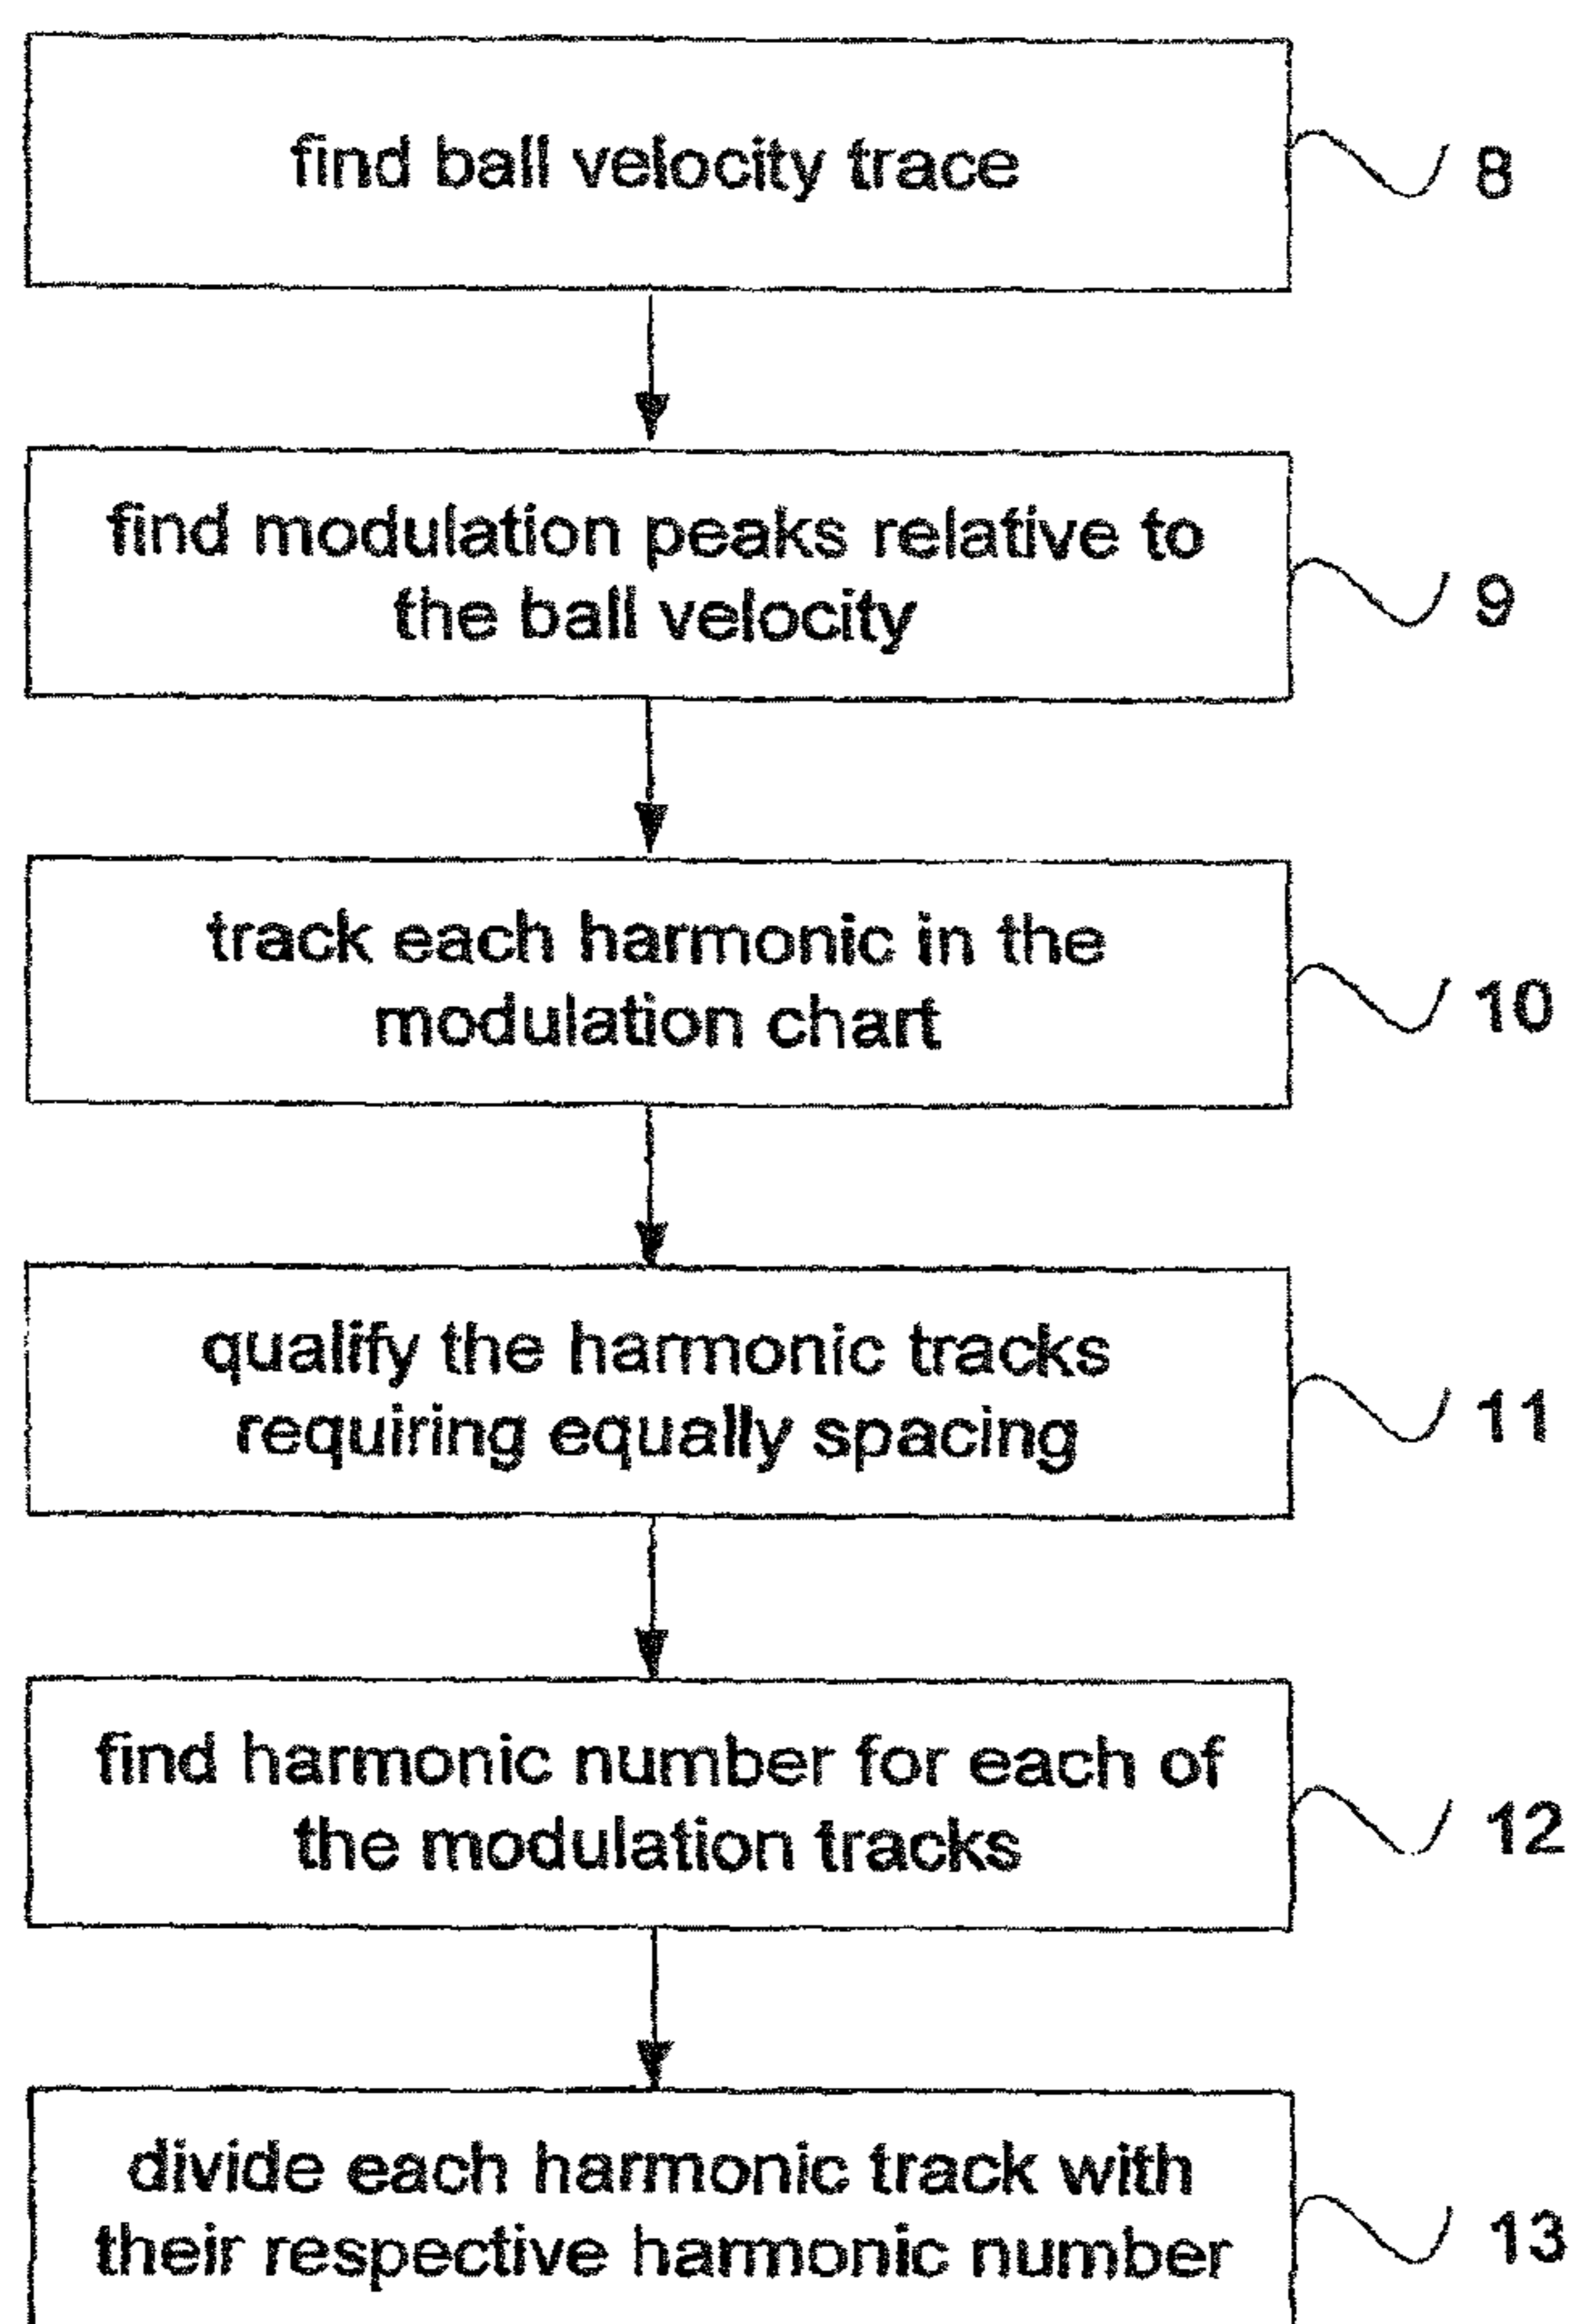 find ball velocity trace
8
find modulation peaks relative to
the ball velocity
9
track each harmonic in the
modulation chart
10
qualify the harmonic tracks
requiring equally spacing
11
find harmonic number for each of
the modulation tracks
12
divide each harmonic track with
their respective harmonic number
13